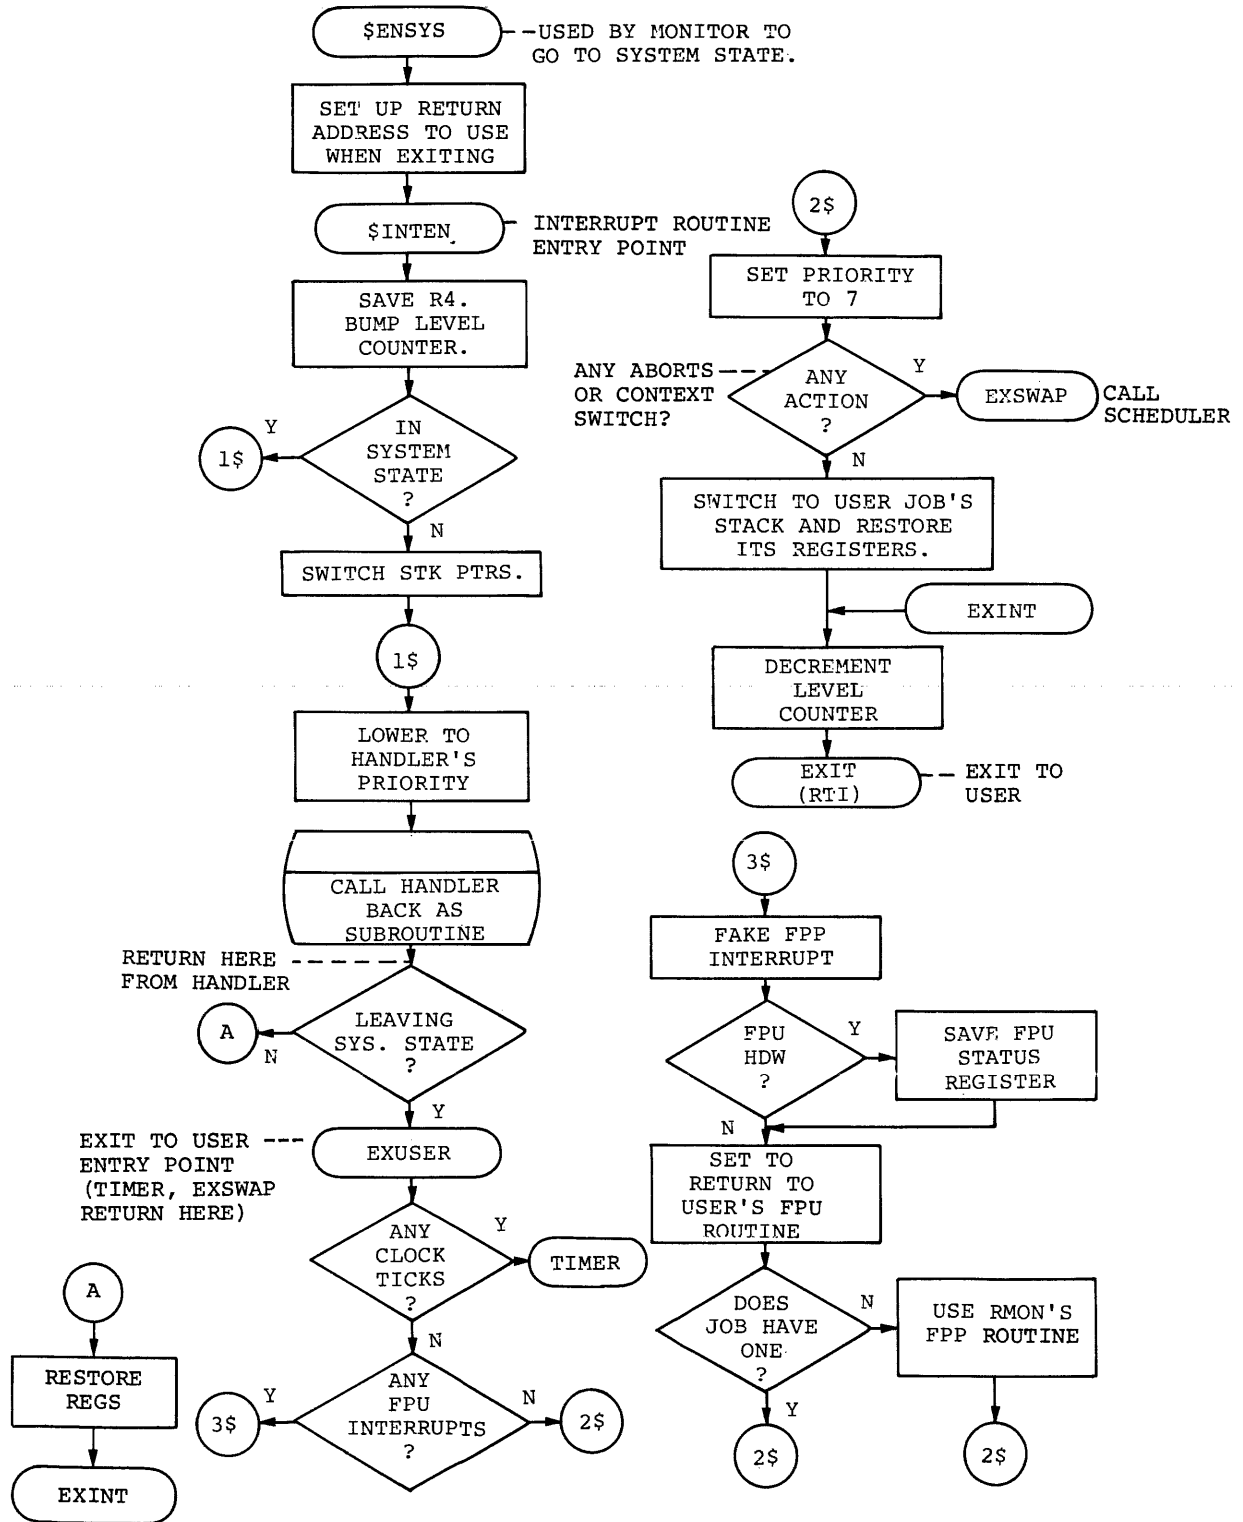 $ENSYS
USED BY MONITOR TO
GO TO SYSTEM STATE.
SET UP RETURN
ADDRESS TO USE
WHEN EXITING
$INTEN
INTERRUPT ROUTINE
ENTRY POINT
SAVE R4.
BUMP LEVEL
COUNTER.
IN
SYSTEM
STATE
?
Y
1$
N
SWITCH STK PTRS.
1$
LOWER TO
HANDLER'S
PRIORITY
CALL HANDLER
BACK AS
SUBROUTINE
RETURN HERE
FROM HANDLER
LEAVING
SYS. STATE
?
A
N
Y
EXIT TO USER
ENTRY POINT
(TIMER, EXSWAP
RETURN HERE)
EXUSER
ANY
CLOCK
TICKS
?
Y
TIMER
N
ANY
FPU
INTERRUPTS
?
Y
3$
N
2$
A
RESTORE
REGS
EXINT
2$
SET PRIORITY
TO 7
ANY ABORTS
OR CONTEXT
SWITCH?
ANY
ACTION
?
Y
EXSWAP
CALL
SCHEDULER
N
SWITCH TO USER JOB'S
STACK AND RESTORE
ITS REGISTERS.
EXINT
DECREMENT
LEVEL
COUNTER
EXIT
(RTI)
EXIT TO
USER
3$
FAKE FPP
INTERRUPT
FPU
HDW
?
Y
SAVE FPU
STATUS
REGISTER
N
SET TO
RETURN TO
USER'S FPU
ROUTINE
DOES
JOB HAVE
ONE
?
N
USE RMON'S
FPP ROUTINE
Y
2$
2$